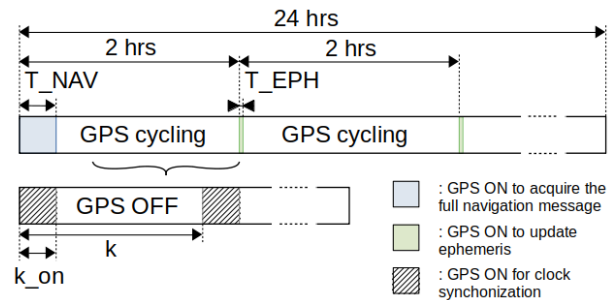 24 hrs
2 hrs
2 hrs
T_NAV
T_EPH
GPS cycling
GPS cycling
GPS OFF
k
k_on
: GPS ON to acquire the
full navigation message
: GPS ON to update
ephemeris
: GPS ON for clock
synchonization